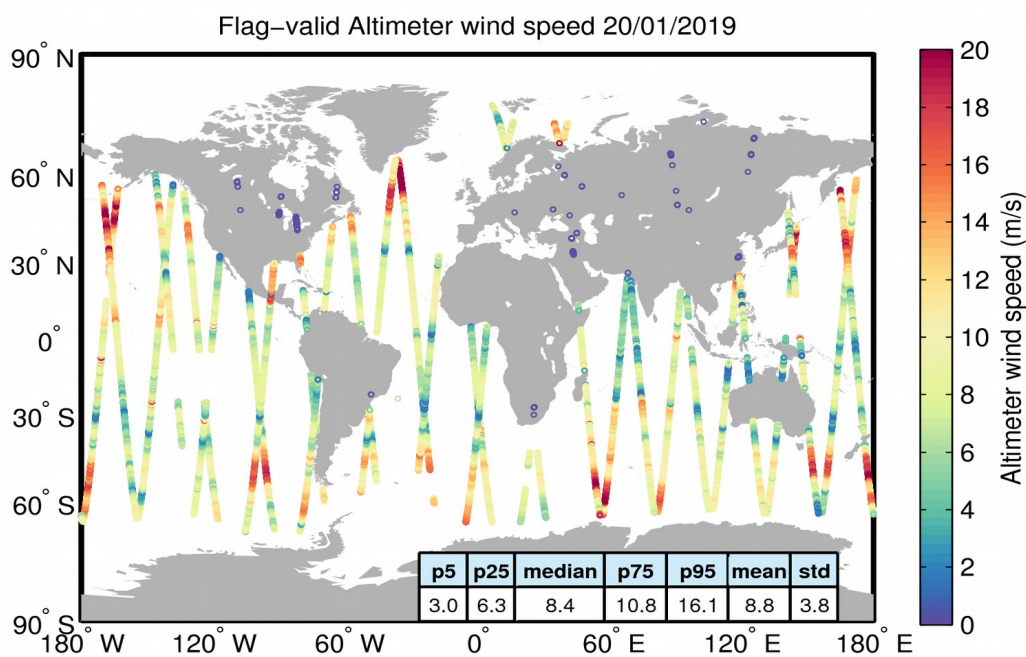 Flag–valid Altimeter wind speed 20/01/2019
90° N
60° N
30° N
0°
30° S
60° S
90° S
180° W
120° W
60° W
0°
60° E
120° E
180° E
p5 p25 median p75 p95 mean std
3.0 6.3 8.4 10.8 16.1 8.8 3.8
20
18
16
14
12
10
8
6
4
2
0
Altimeter wind speed (m/s)